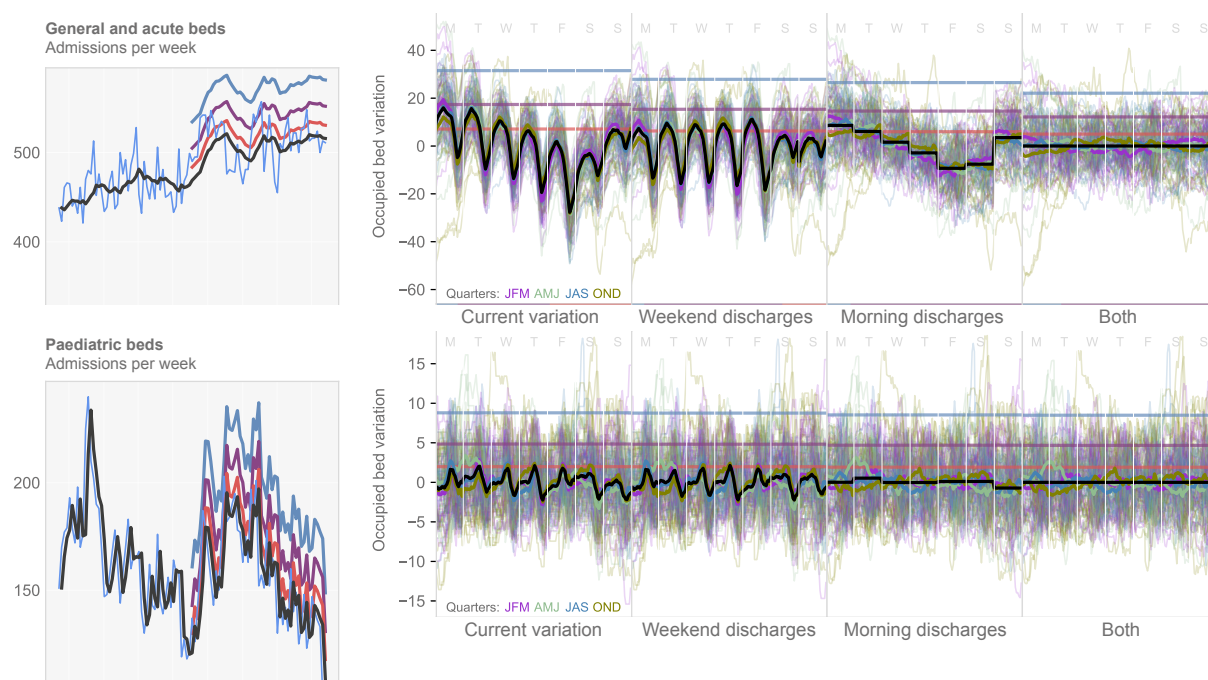 General and acute beds
Admissions per week
500
400
Occupied bed variation
40
20
0
−20
−40
−60
M T W T F S S
M T W T F S S
M T W T F S S
M T W T F S S
Quarters: JFM AMJ JAS OND
Current variation
Weekend discharges
Morning discharges
Both
Paediatric beds
Admissions per week
200
150
Occupied bed variation
15
10
5
0
−5
−10
−15
M T W T F S S
M T W T F S S
M T W T F S S
M T W T F S S
Quarters: JFM AMJ JAS OND
Current variation
Weekend discharges
Morning discharges
Both